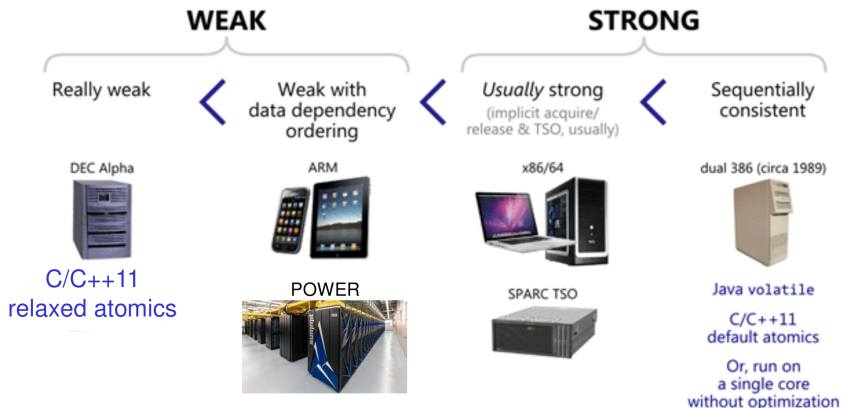 WEAK
STRONG
Really weak
Weak with
data dependency
ordering
Usually strong
(implicit acquire/
release & TSO, usually)
Sequentially
consistent
DEC Alpha
ARM
x86/64
dual 386 (circa 1989)
C/C++11
relaxed atomics
POWER
SPARC TSO
Java volatile
C/C++11
default atomics
Or, run on
a single core
without optimization